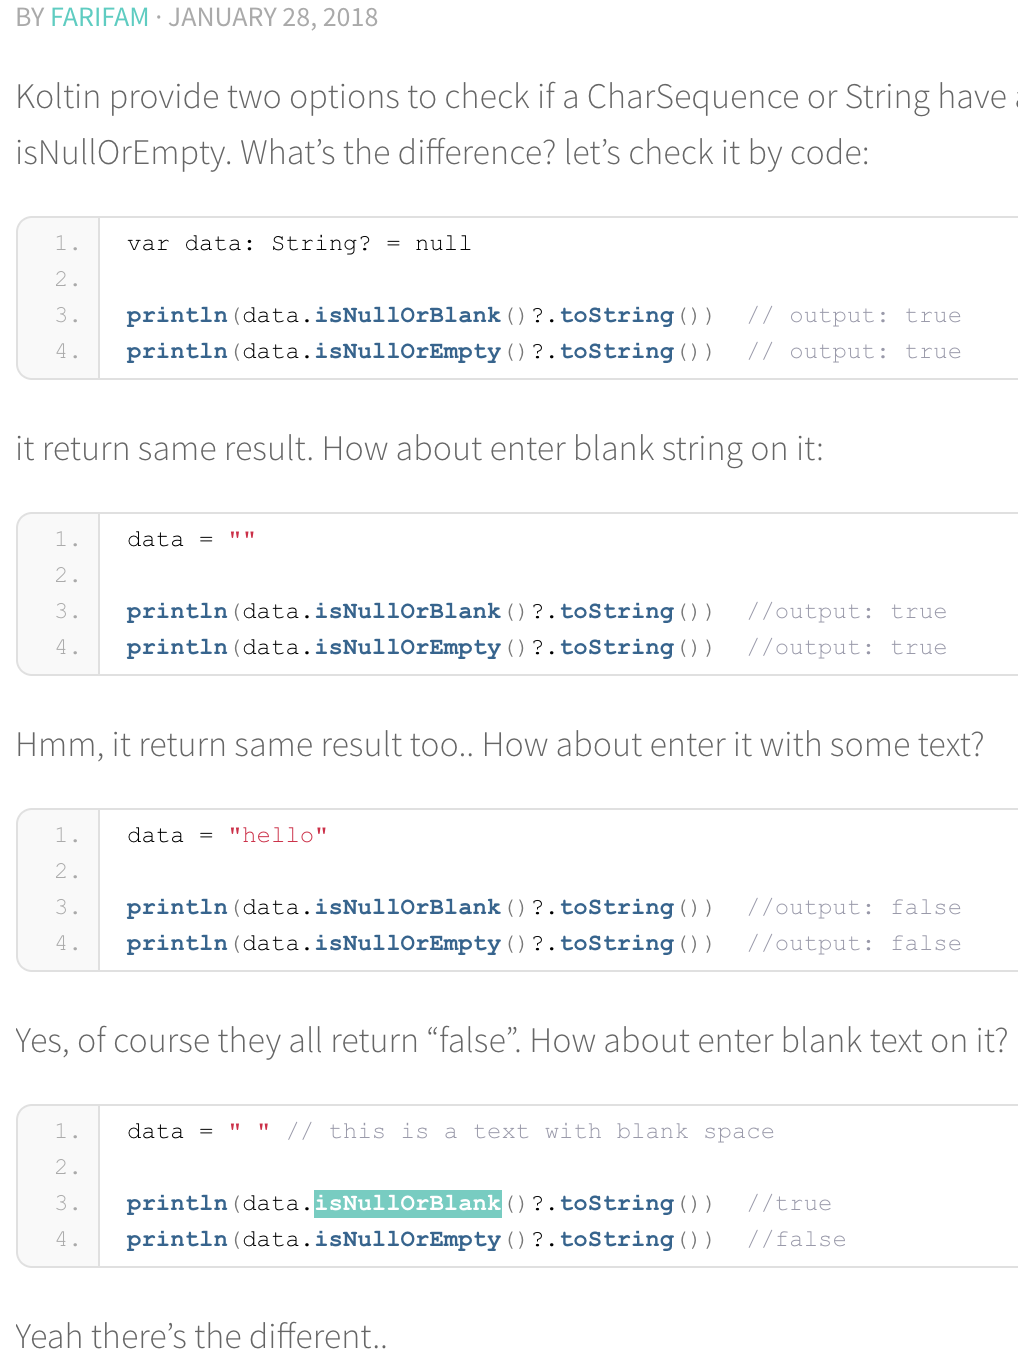 BY FARIFAM · JANUARY 28, 2018
Koltin provide two options to check if a CharSequence or String have
isNullOrEmpty. What’s the difference? let’s check it by code:
1. var data: String? = null
2.
3. println(data.isNullOrBlank()?.toString()) // output: true
4. println(data.isNullOrEmpty()?.toString()) // output: true
it return same result. How about enter blank string on it:
1. data = ""
2.
3. println(data.isNullOrBlank()?.toString()) //output: true
4. println(data.isNullOrEmpty()?.toString()) //output: true
Hmm, it return same result too.. How about enter it with some text?
1. data = "hello"
2.
3. println(data.isNullOrBlank()?.toString()) //output: false
4. println(data.isNullOrEmpty()?.toString()) //output: false
Yes, of course they all return “false”. How about enter blank text on it?
1. data = " " // this is a text with blank space
2.
3. println(data.isNullOrBlank()?.toString()) //true
4. println(data.isNullOrEmpty()?.toString()) //false
Yeah there’s the different..